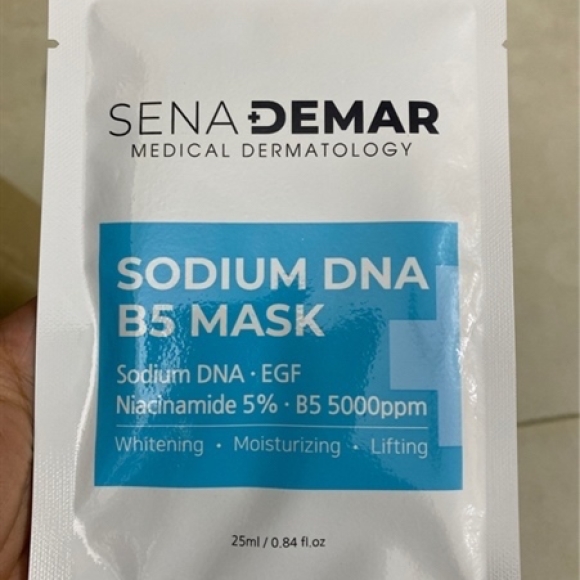 SENA DEMAR
MEDICAL DERMATOLOGY
SODIUM DNA
B5 MASK
Sodium DNA · EGF
Niacinamide 5% · B5 5000ppm
Whitening · Moisturizing · Lifting
25ml / 0.84 fl.oz